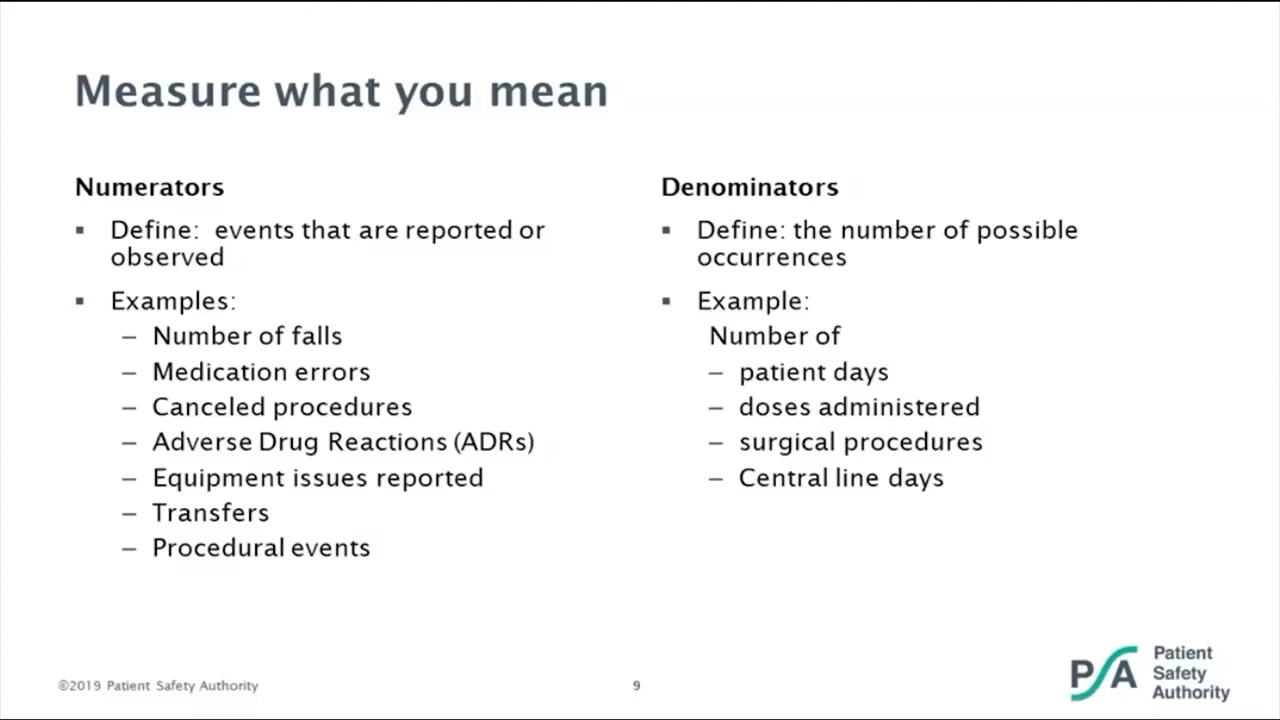 Measure what you mean
Numerators
▪ Define:  events that are reported or
observed
▪ Examples:
– Number of falls
– Medication errors
– Canceled procedures
– Adverse Drug Reactions (ADRs)
– Equipment issues reported
– Transfers
– Procedural events
Denominators
▪ Define: the number of possible
occurrences
▪ Example:
Number of
– patient days
– doses administered
– surgical procedures
– Central line days
©2019 Patient Safety Authority
9
PSA
Patient
Safety
Authority